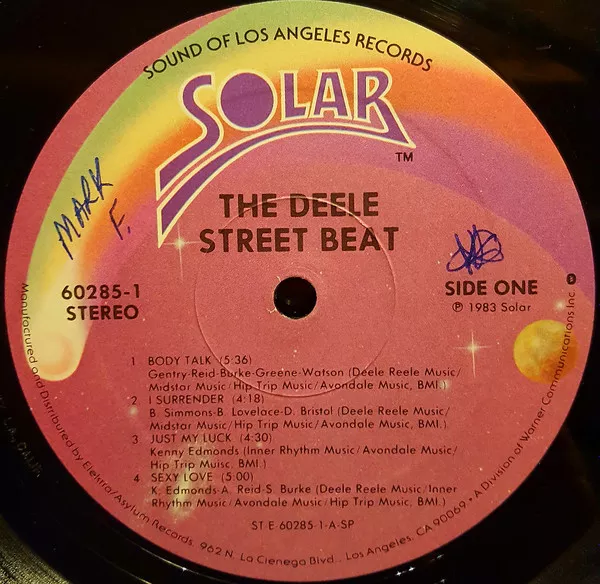 SOUND OF LOS ANGELES RECORDS
SOLAR
TM
MARK
F.
THE DEELE
STREET BEAT
60285-1
STEREO
SIDE ONE
℗ 1983 Solar
1 BODY TALK (5:36)
Gentry-Reid-Burke-Greene-Watson (Deele Reele Music/
Midstar Music/Hip Trip Music/Avondale Music, BMI.)
2 I SURRENDER (4:18)
B. Simmons-B. Lovelace-D. Bristol (Deele Reele Music/
Midstar Music/Hip Trip Music/Avondale Music, BMI.)
3 JUST MY LUCK (4:30)
Kenny Edmonds (Inner Rhythm Music/Avondale Music/
Hip Trip Muisc, BMI.)
4 SEXY LOVE (5:00)
K. Edmonds-A. Reid-S. Burke (Deele Reele Music/Inner
Rhythm Music/Avondale Music/Hip Trip Music, BMI.)
ST E 60285-1-A-SP
Manufactured and Distributed by Elektra/Asylum Records. 962 N. La Cienega Blvd., Los Angeles, CA 90069 • A Division of Warner Communications Inc.